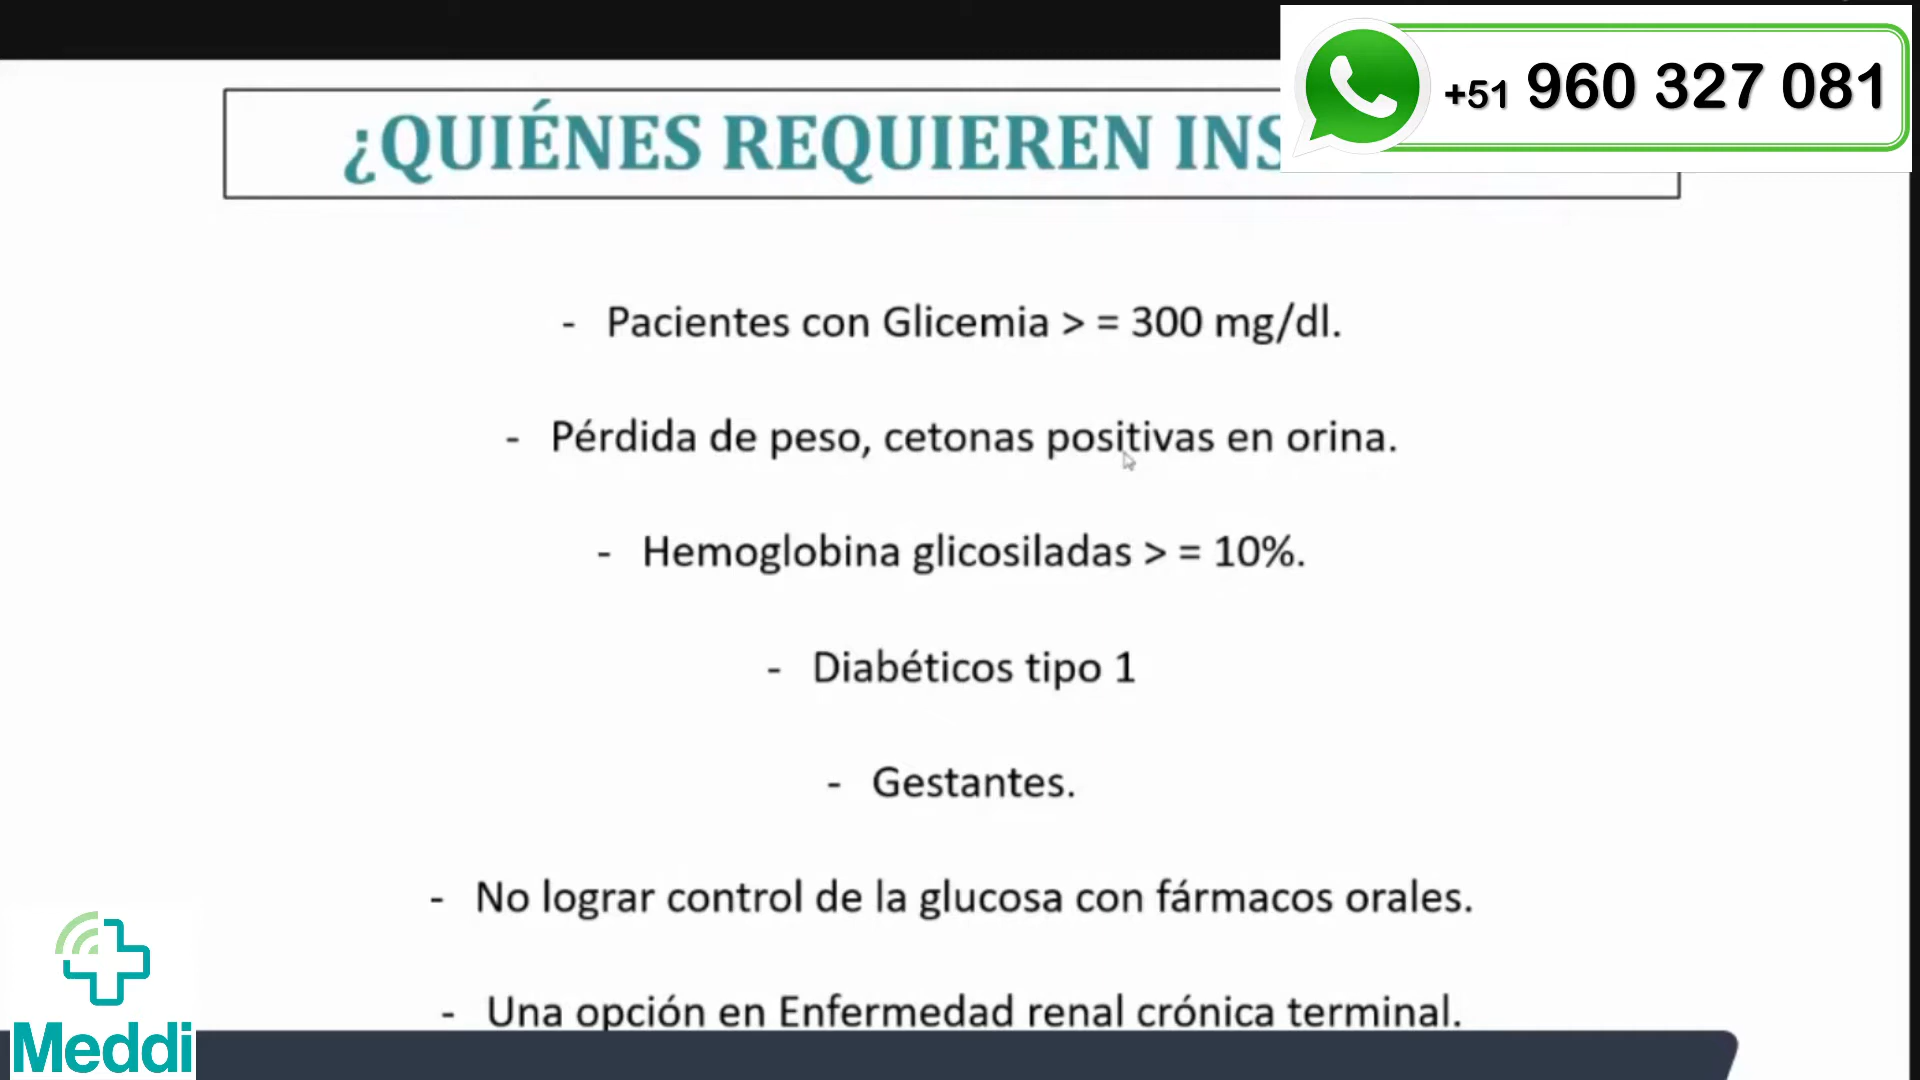 +51 960 327 081
¿QUIÉNES REQUIEREN INS
- Pacientes con Glicemia > = 300 mg/dl.
- Pérdida de peso, cetonas positivas en orina.
- Hemoglobina glicosiladas > = 10%.
- Diabéticos tipo 1
- Gestantes.
- No lograr control de la glucosa con fármacos orales.
- Una opción en Enfermedad renal crónica terminal.
Meddi